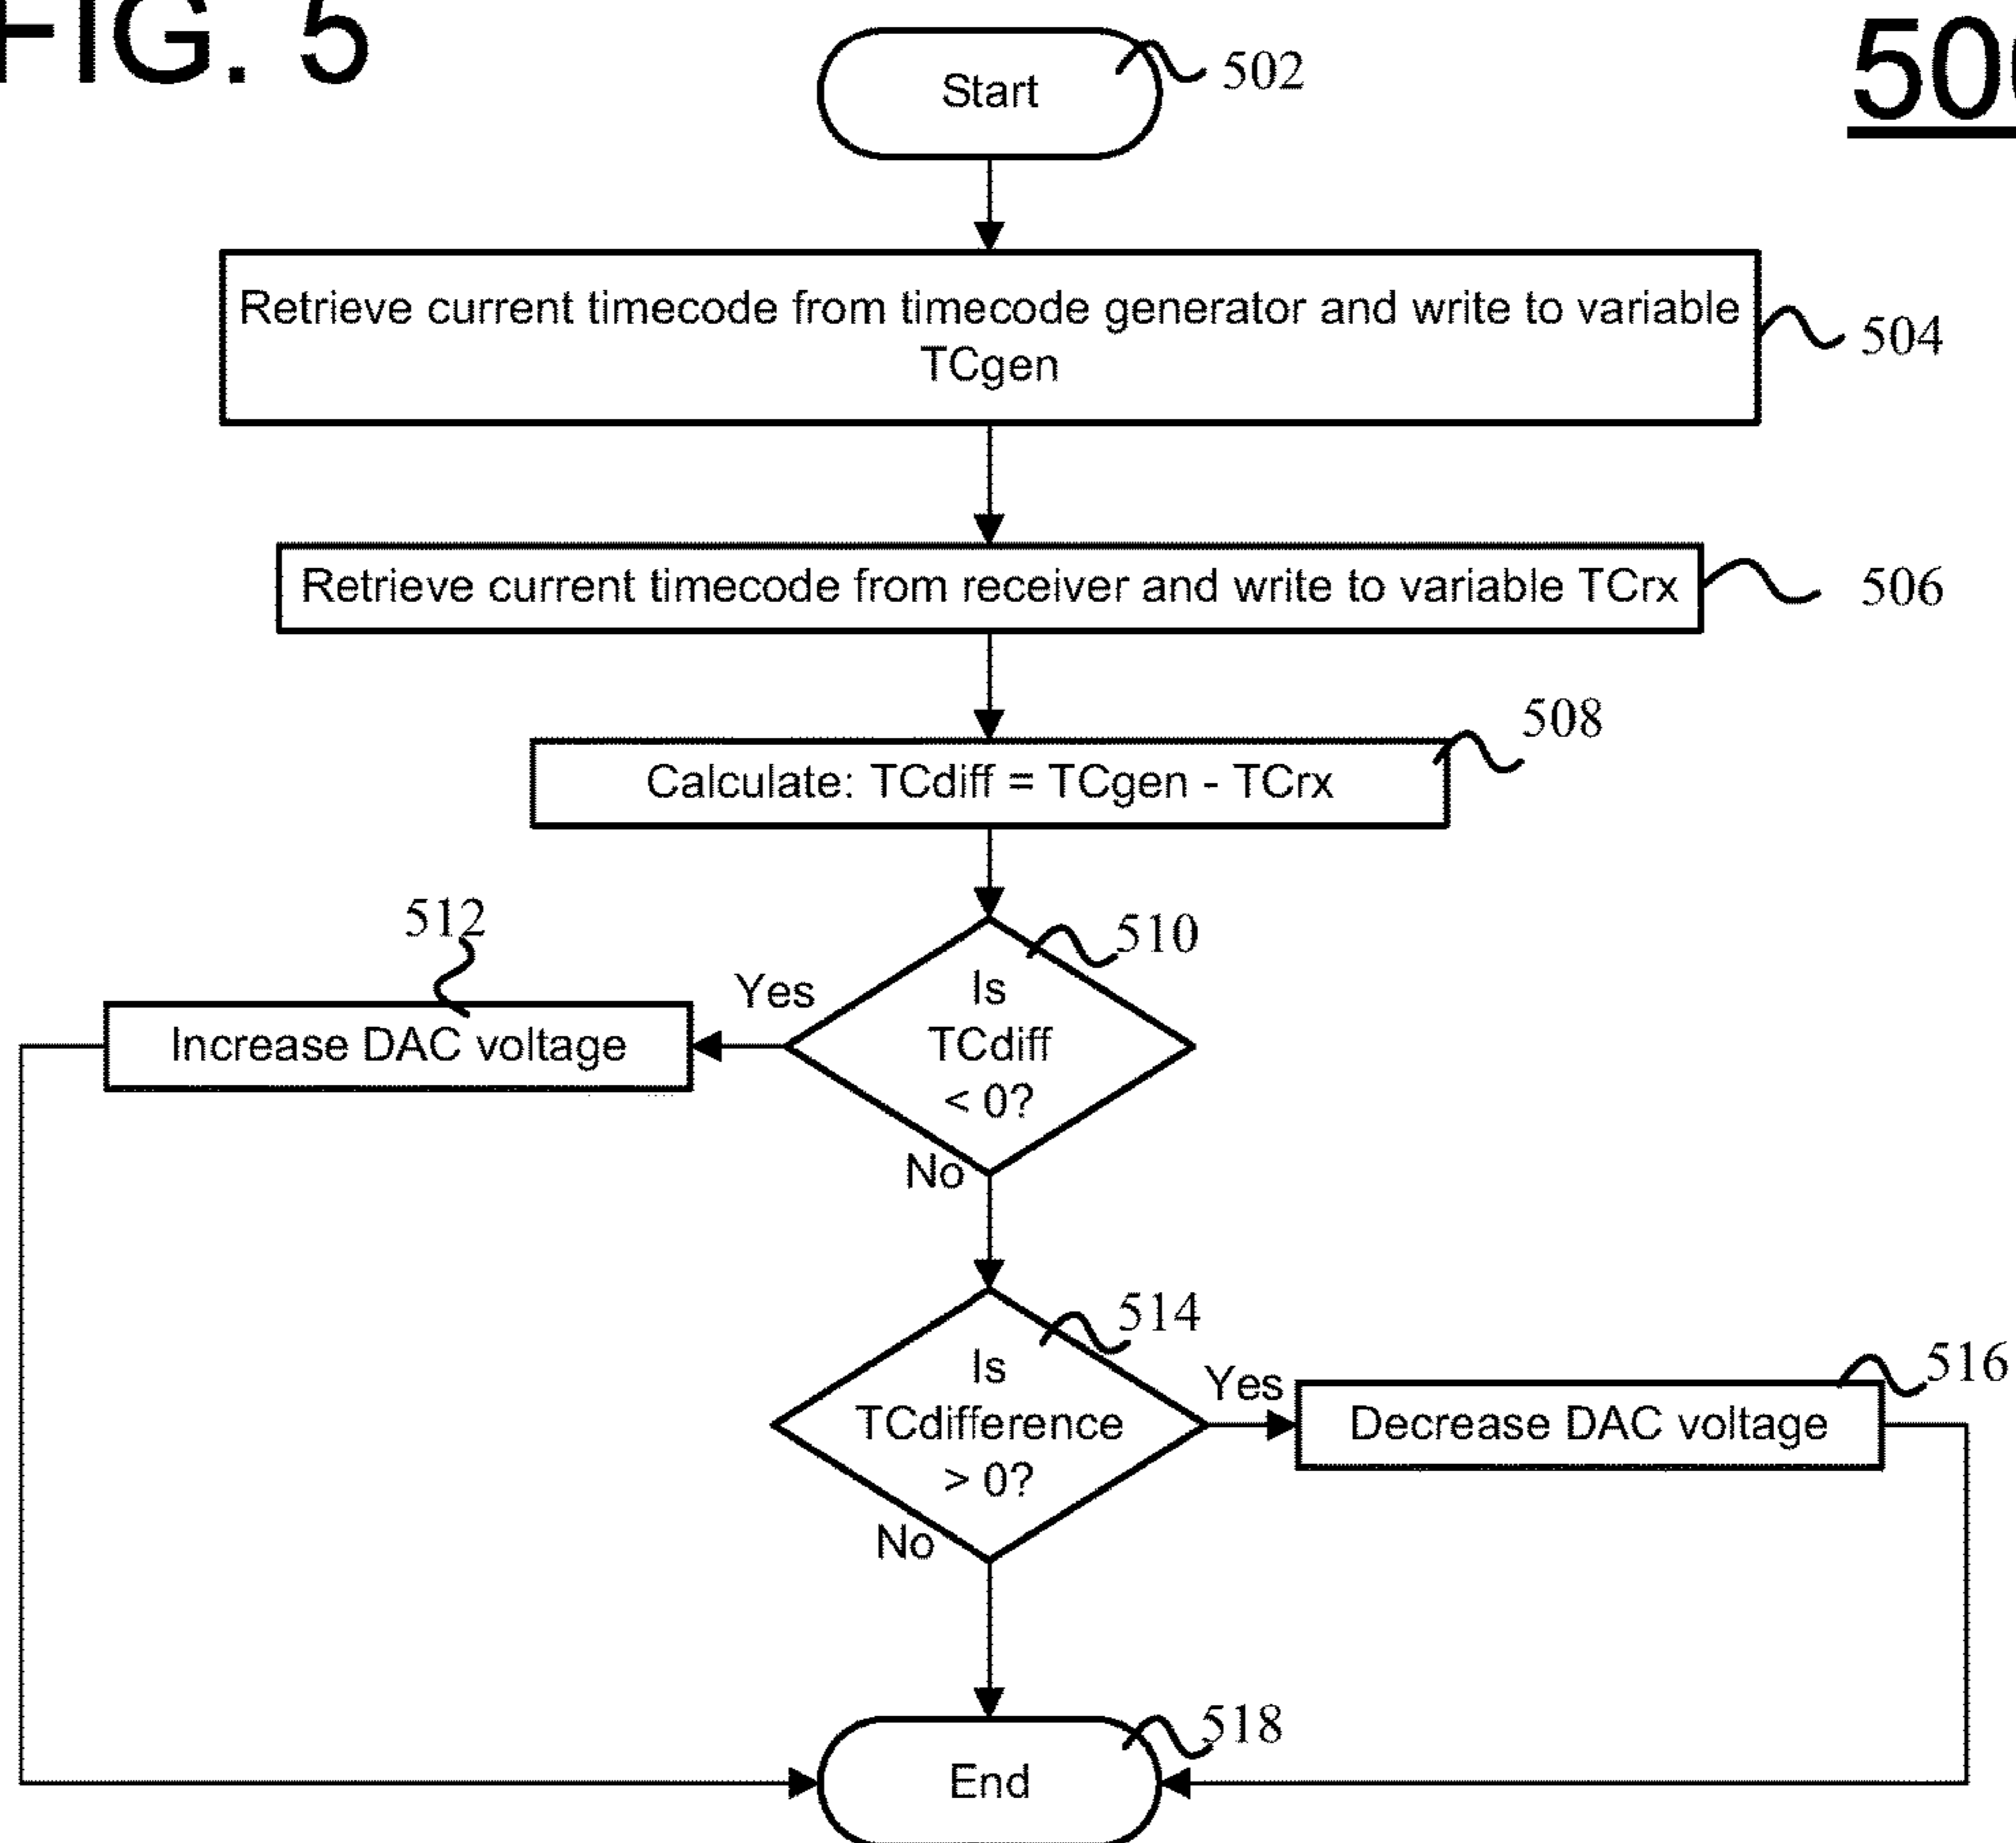 FIG. 5
500
Start
502
Retrieve current timecode from timecode generator and write to variable
TCgen
504
Retrieve current timecode from receiver and write to variable TCrx
506
508
Calculate: TCdiff = TCgen - TCrx
512
510
Yes
Is
TCdiff
< 0?
Increase DAC voltage
No
514
516
Is
TCdifference
> 0?
Yes
Decrease DAC voltage
No
518
End